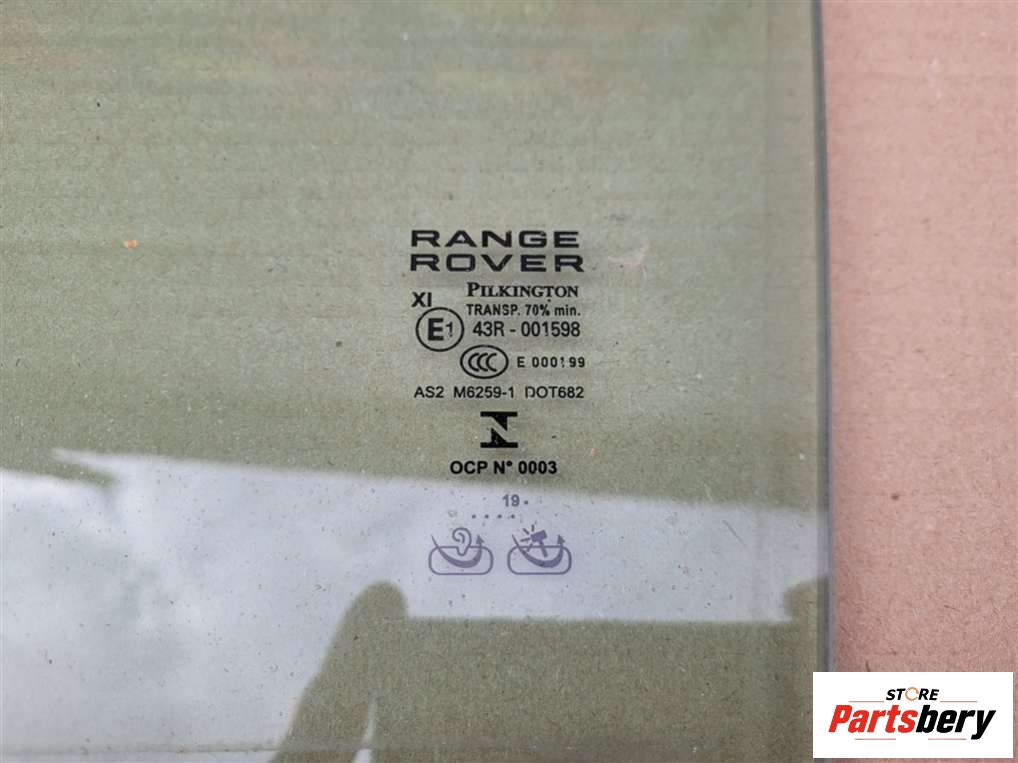 RANGE
ROVER
PILKINGTON
XI
TRANSP. 70% min.
E1 43R - 001598
CCC E 000199
AS2 M6259-1 DOT682
N
OCP N° 0003
19 .
. . . .
STORE
Partsbery